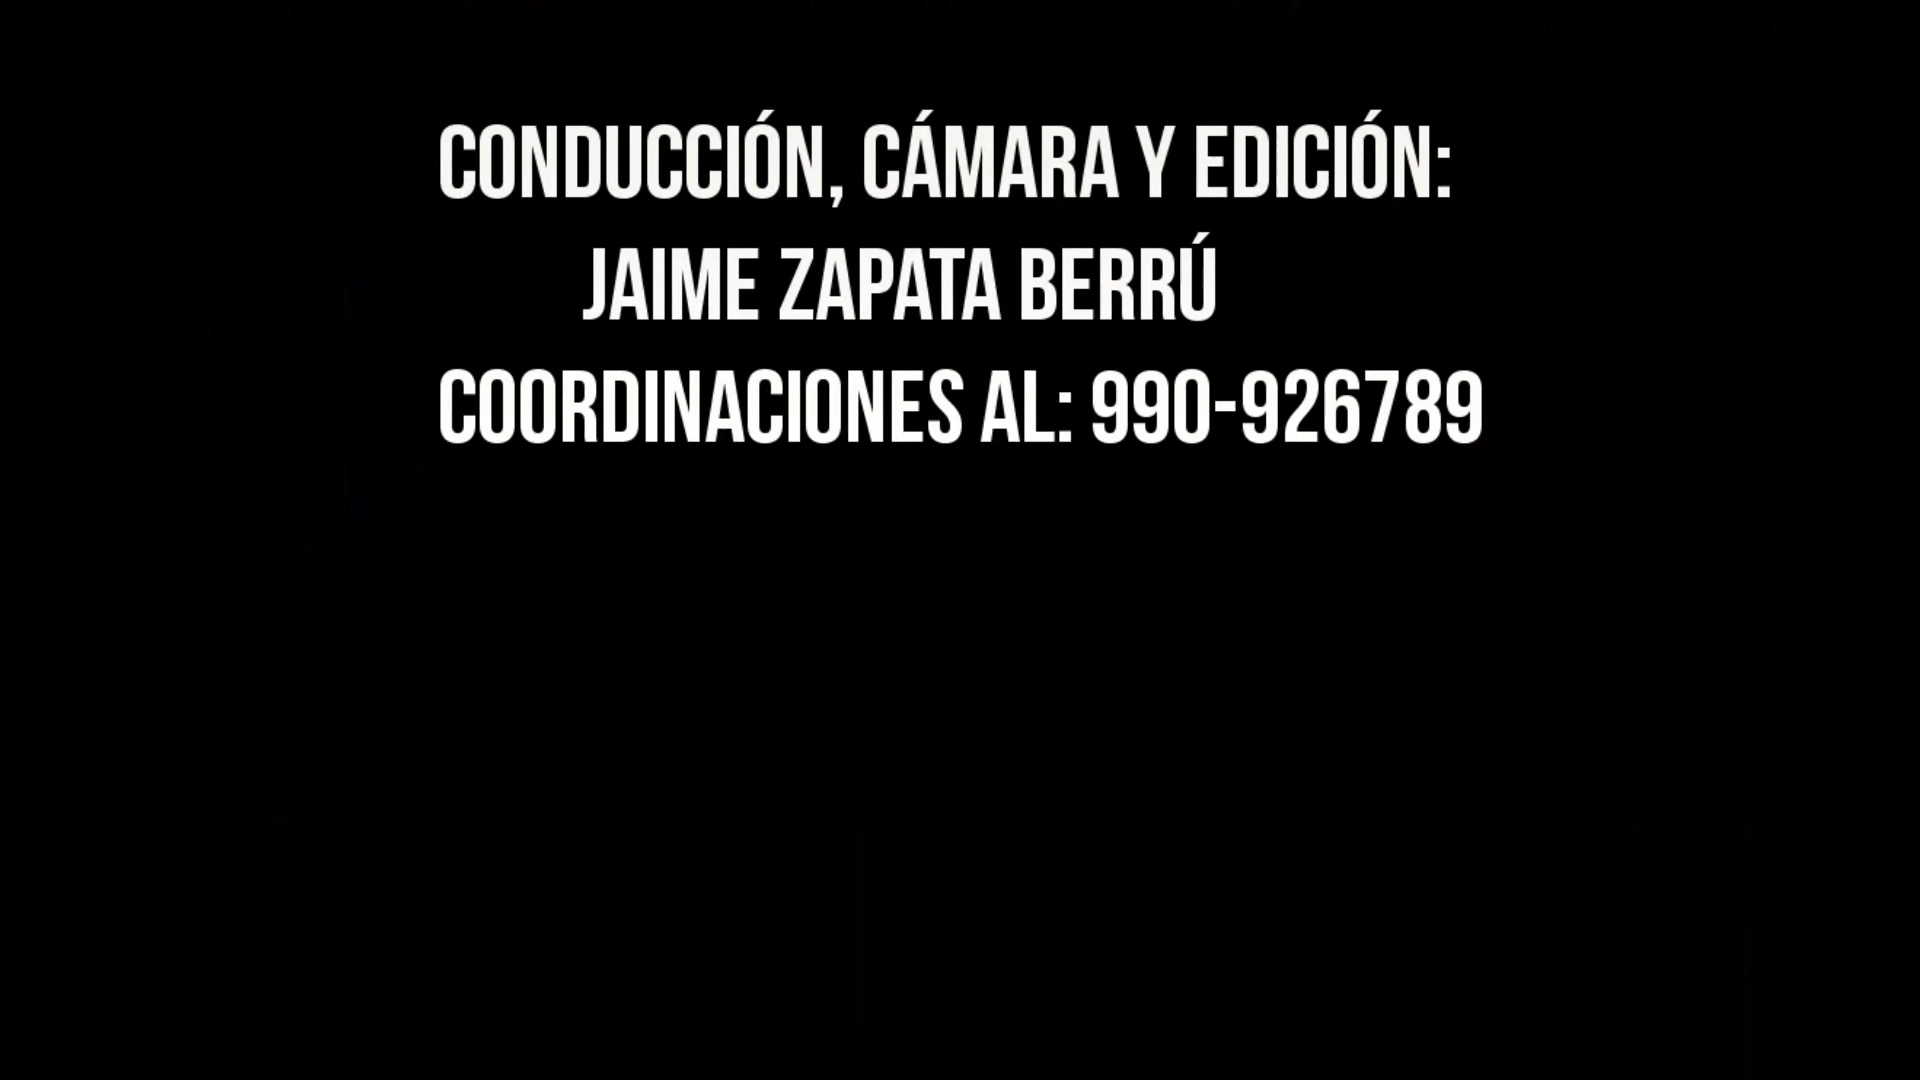 CONDUCCIÓN, CÁMARA Y EDICIÓN:
JAIME ZAPATA BERRÚ
COORDINACIONES AL: 990-926789